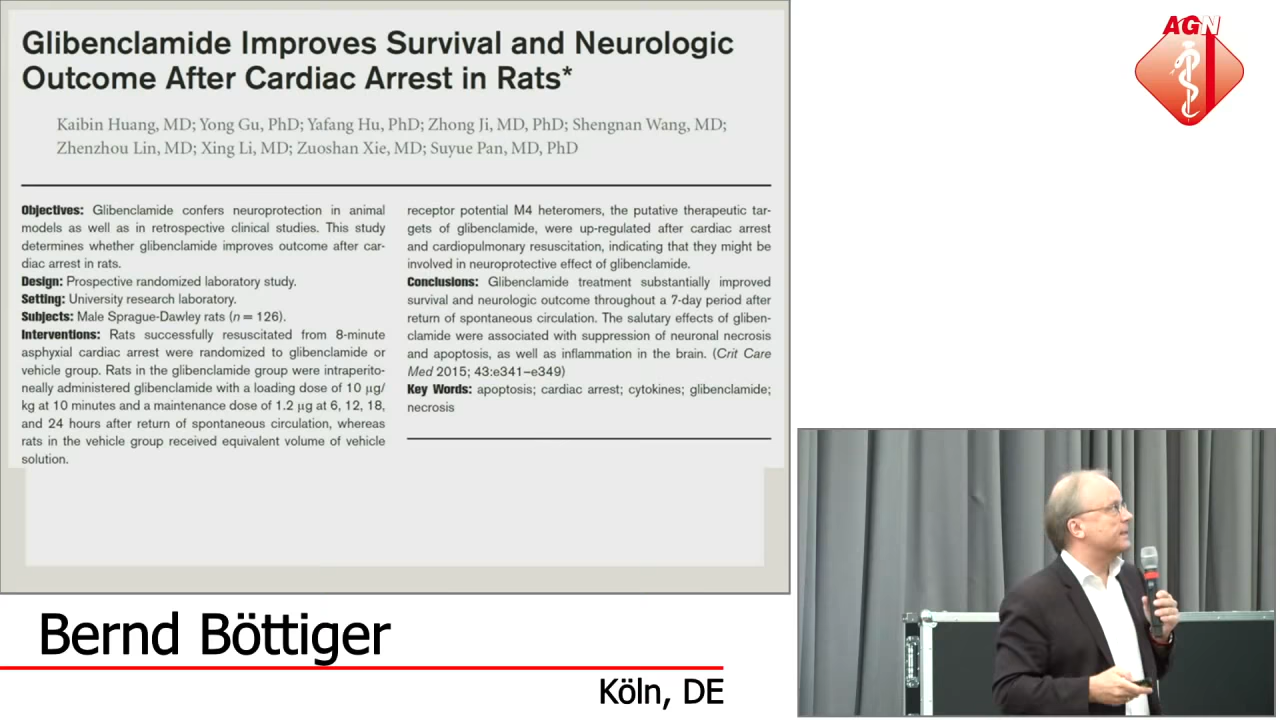 Glibenclamide Improves Survival and Neurologic
Outcome After Cardiac Arrest in Rats*
Kaibin Huang, MD; Yong Gu, PhD; Yafang Hu, PhD; Zhong Ji, MD, PhD; Shengnan Wang, MD;
Zhenzhou Lin, MD; Xing Li, MD; Zuoshan Xie, MD; Suyue Pan, MD, PhD
Objectives: Glibenclamide confers neuroprotection in animal
models as well as in retrospective clinical studies. This study
determines whether glibenclamide improves outcome after car-
diac arrest in rats.
Design: Prospective randomized laboratory study.
Setting: University research laboratory.
Subjects: Male Sprague-Dawley rats (n = 126).
Interventions: Rats successfully resuscitated from 8-minute
asphyxial cardiac arrest were randomized to glibenclamide or
vehicle group. Rats in the glibenclamide group were intraperito-
neally administered glibenclamide with a loading dose of 10 μg/
kg at 10 minutes and a maintenance dose of 1.2 μg at 6, 12, 18,
and 24 hours after return of spontaneous circulation, whereas
rats in the vehicle group received equivalent volume of vehicle
solution.
receptor potential M4 heteromers, the putative therapeutic tar-
gets of glibenclamide, were up-regulated after cardiac arrest
and cardiopulmonary resuscitation, indicating that they might be
involved in neuroprotective effect of glibenclamide.
Conclusions: Glibenclamide treatment substantially improved
survival and neurologic outcome throughout a 7-day period after
return of spontaneous circulation. The salutary effects of gliben-
clamide were associated with suppression of neuronal necrosis
and apoptosis, as well as inflammation in the brain. (Crit Care
Med 2015; 43:e341–e349)
Key Words: apoptosis; cardiac arrest; cytokines; glibenclamide;
necrosis
AGN
Bernd Böttiger
Köln, DE